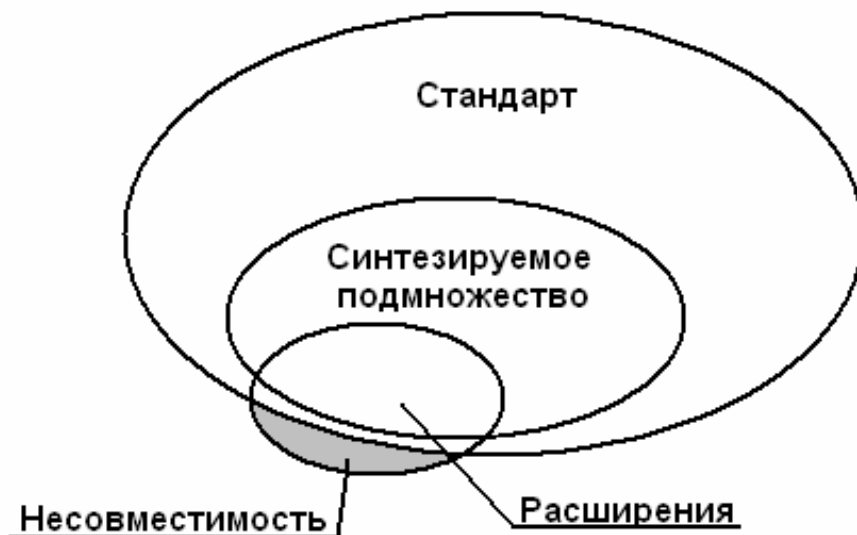 Стандарт
Синтезируемое
подмножество
Несовместимость
Расширения